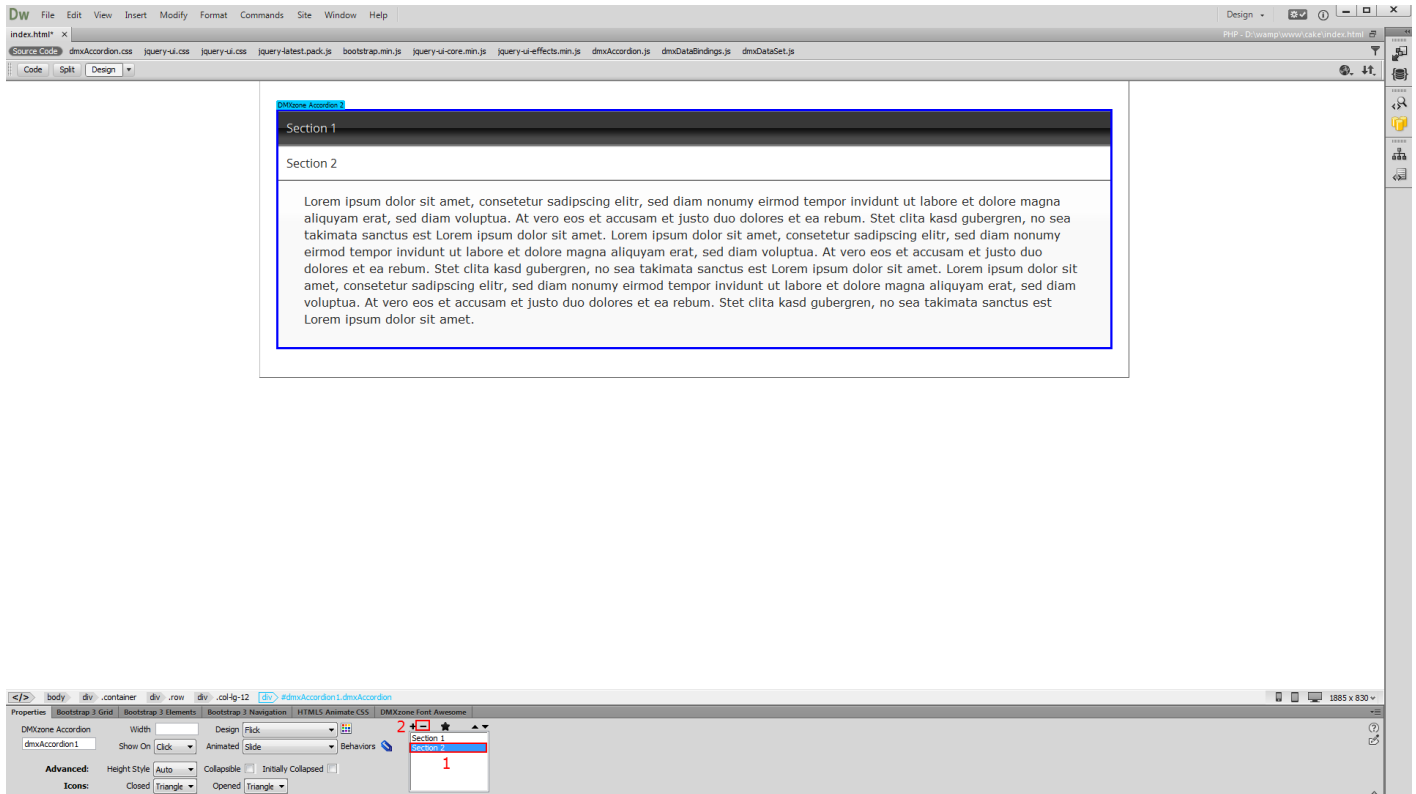 Dw File Edit View Insert Modify Format Commands Site Window Help Design
index.html* × PHP - D:\wamp\www\cake\index.html
Source Code dmxAccordion.css jquery-ui.css jquery-ui.css jquery-latest.pack.js bootstrap.min.js jquery-ui-core.min.js jquery-ui-effects.min.js dmxAccordion.js dmxDataBindings.js dmxDataSet.js
Code Split Design
DMXzone Accordion 2
Section 1
Section 2
Lorem ipsum dolor sit amet, consetetur sadipscing elitr, sed diam nonumy eirmod tempor invidunt ut labore et dolore magna
aliquyam erat, sed diam voluptua. At vero eos et accusam et justo duo dolores et ea rebum. Stet clita kasd gubergren, no sea
takimata sanctus est Lorem ipsum dolor sit amet. Lorem ipsum dolor sit amet, consetetur sadipscing elitr, sed diam nonumy
eirmod tempor invidunt ut labore et dolore magna aliquyam erat, sed diam voluptua. At vero eos et accusam et justo duo
dolores et ea rebum. Stet clita kasd gubergren, no sea takimata sanctus est Lorem ipsum dolor sit amet. Lorem ipsum dolor sit
amet, consetetur sadipscing elitr, sed diam nonumy eirmod tempor invidunt ut labore et dolore magna aliquyam erat, sed diam
voluptua. At vero eos et accusam et justo duo dolores et ea rebum. Stet clita kasd gubergren, no sea takimata sanctus est
Lorem ipsum dolor sit amet.
</> body div .container div .row div .col-lg-12 div #dmxAccordion1.dmxAccordion 1885 x 830
Properties Bootstrap 3 Grid Bootstrap 3 Elements Bootstrap 3 Navigation HTML5 Animate CSS DMXzone Font Awesome
DMXzone Accordion Width Design Flick 2 + −
dmxAccordion1 Show On Click Animated Slide Behaviors
Section 1
Section 2
1
Advanced: Height Style Auto Collapsible Initially Collapsed
Icons: Closed Triangle Opened Triangle